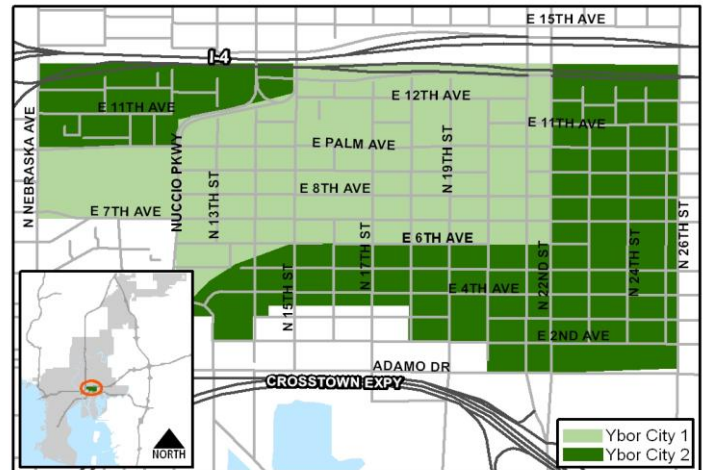 E 15TH AVE
I-4
E 12TH AVE
E 11TH AVE
E 11TH AVE
N NEBRASKA AVE
NUCCIO PKWY
E PALM AVE
N 19TH ST
N 13TH ST
E 8TH AVE
E 7TH AVE
N 26TH ST
E 6TH AVE
N 17TH ST
N 22ND ST
N 24TH ST
N 15TH ST
E 4TH AVE
E 2ND AVE
ADAMO DR
CROSSTOWN EXPY
NORTH
Ybor City 1
Ybor City 2